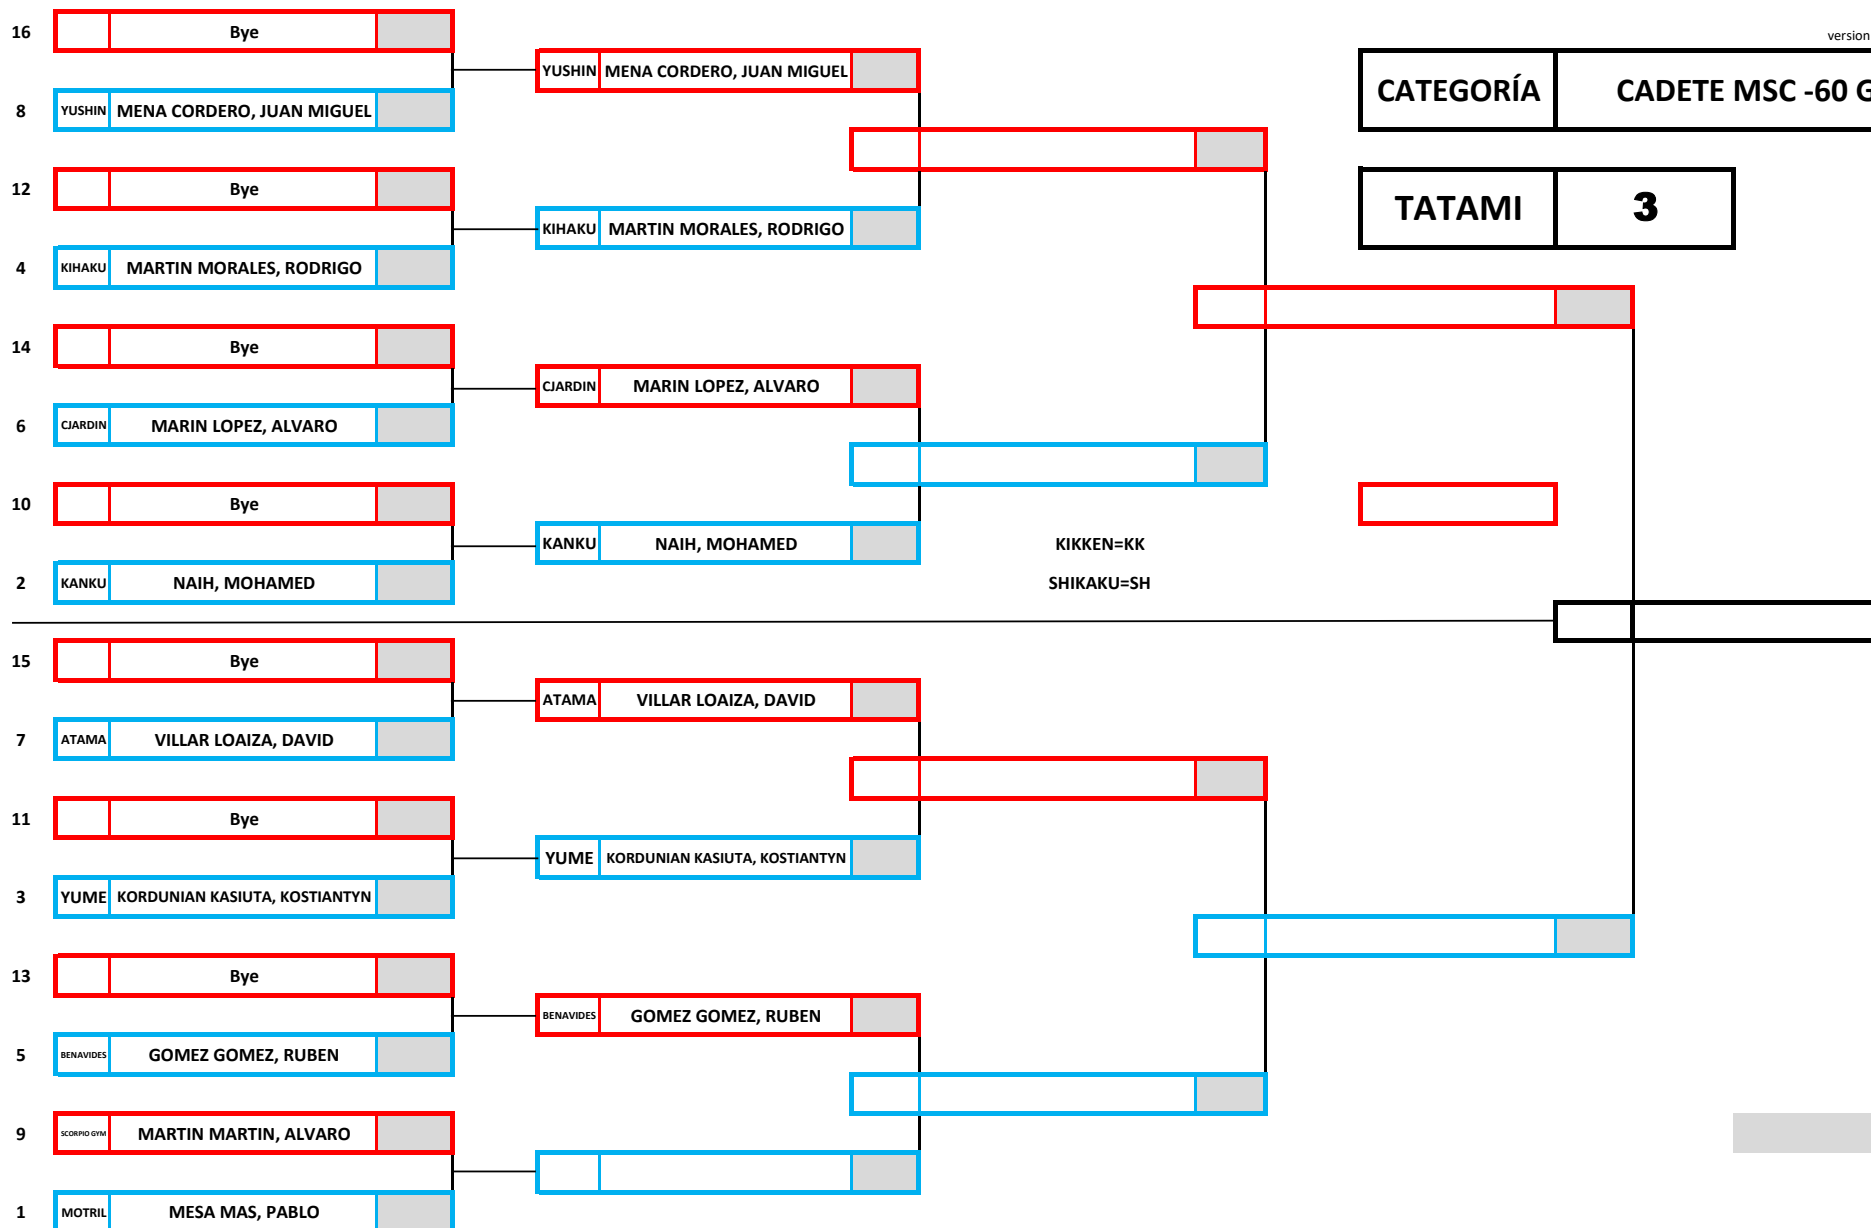 version
16 Bye
YUSHIN MENA CORDERO, JUAN MIGUEL
CATEGORÍA CADETE MSC -60 G
8 YUSHIN MENA CORDERO, JUAN MIGUEL
12 Bye
TATAMI 3
KIHAKU MARTIN MORALES, RODRIGO
4 KIHAKU MARTIN MORALES, RODRIGO
14 Bye
CJARDIN MARIN LOPEZ, ALVARO
6 CJARDIN MARIN LOPEZ, ALVARO
10 Bye
KANKU NAIH, MOHAMED
KIKKEN=KK
2 KANKU NAIH, MOHAMED
SHIKAKU=SH
15 Bye
ATAMA VILLAR LOAIZA, DAVID
7 ATAMA VILLAR LOAIZA, DAVID
11 Bye
YUME KORDUNIAN KASIUTA, KOSTIANTYN
3 YUME KORDUNIAN KASIUTA, KOSTIANTYN
13 Bye
BENAVIDES GOMEZ GOMEZ, RUBEN
5 BENAVIDES GOMEZ GOMEZ, RUBEN
9 SCORPIO GYM MARTIN MARTIN, ALVARO
1 MOTRIL MESA MAS, PABLO